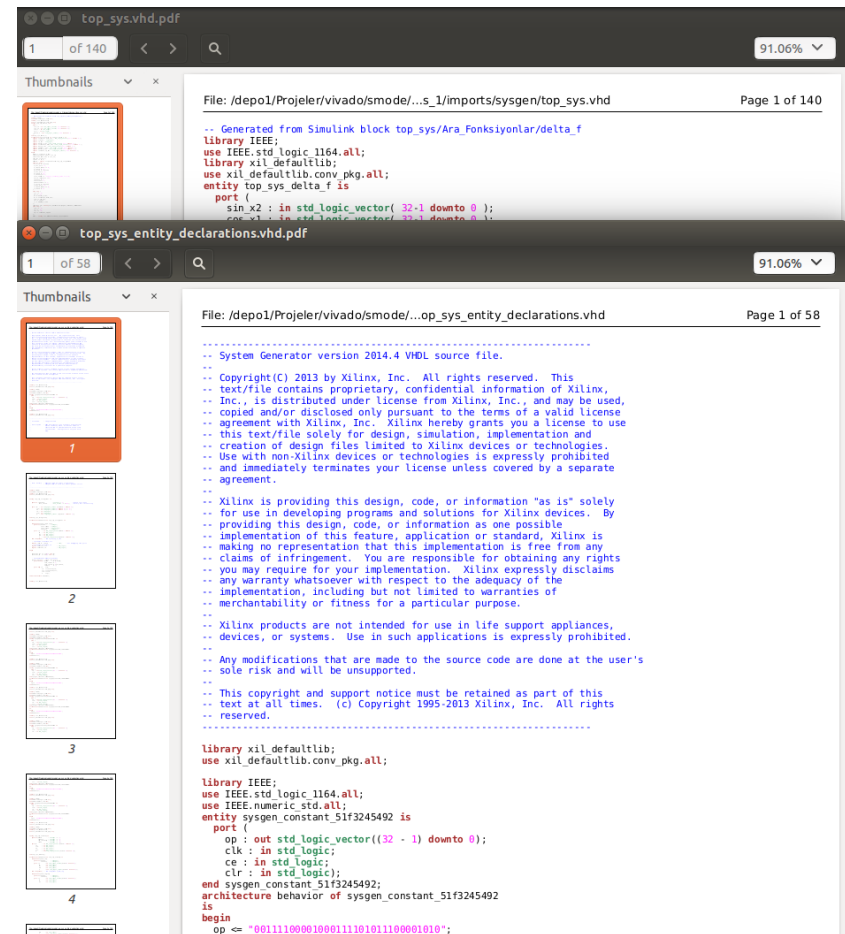 top_sys.vhd.pdf
1 of 140 91.06%
Thumbnails
File: /depo1/Projeler/vivado/smode/...s_1/imports/sysgen/top_sys.vhd Page 1 of 140
-- Generated from Simulink block top_sys/Ara_Fonksiyonlar/delta_f
library IEEE;
use IEEE.std_logic_1164.all;
library xil_defaultlib;
use xil_defaultlib.conv_pkg.all;
entity top_sys_delta_f is
port (
sin_x2 : in std_logic_vector( 32-1 downto 0 );
cos_x1 : in std_logic_vector( 32-1 downto 0 );
top_sys_entity_declarations.vhd.pdf
1 of 58 91.06%
Thumbnails
File: /depo1/Projeler/vivado/smode/...op_sys_entity_declarations.vhd Page 1 of 58
-------------------------------------------------------------------
-- System Generator version 2014.4 VHDL source file.
--
-- Copyright(C) 2013 by Xilinx, Inc.  All rights reserved.  This
-- text/file contains proprietary, confidential information of Xilinx,
-- Inc., is distributed under license from Xilinx, Inc., and may be used,
-- copied and/or disclosed only pursuant to the terms of a valid license
-- agreement with Xilinx, Inc.  Xilinx hereby grants you a license to use
-- this text/file solely for design, simulation, implementation and
-- creation of design files limited to Xilinx devices or technologies.
-- Use with non-Xilinx devices or technologies is expressly prohibited
-- and immediately terminates your license unless covered by a separate
-- agreement.
--
-- Xilinx is providing this design, code, or information "as is" solely
-- for use in developing programs and solutions for Xilinx devices.  By
-- providing this design, code, or information as one possible
-- implementation of this feature, application or standard, Xilinx is
-- making no representation that this implementation is free from any
-- claims of infringement.  You are responsible for obtaining any rights
-- you may require for your implementation.  Xilinx expressly disclaims
-- any warranty whatsoever with respect to the adequacy of the
-- implementation, including but not limited to warranties of
-- merchantability or fitness for a particular purpose.
--
-- Xilinx products are not intended for use in life support appliances,
-- devices, or systems.  Use in such applications is expressly prohibited.
--
-- Any modifications that are made to the source code are done at the user's
-- sole risk and will be unsupported.
--
-- This copyright and support notice must be retained as part of this
-- text at all times.  (c) Copyright 1995-2013 Xilinx, Inc.  All rights
-- reserved.
-------------------------------------------------------------------
library xil_defaultlib;
use xil_defaultlib.conv_pkg.all;
library IEEE;
use IEEE.std_logic_1164.all;
use IEEE.numeric_std.all;
entity sysgen_constant_51f3245492 is
port (
op : out std_logic_vector((32 - 1) downto 0);
clk : in std_logic;
ce : in std_logic;
clr : in std_logic);
end sysgen_constant_51f3245492;
architecture behavior of sysgen_constant_51f3245492
is
begin
op <= "00111100001000111101011100001010";
1
2
3
4